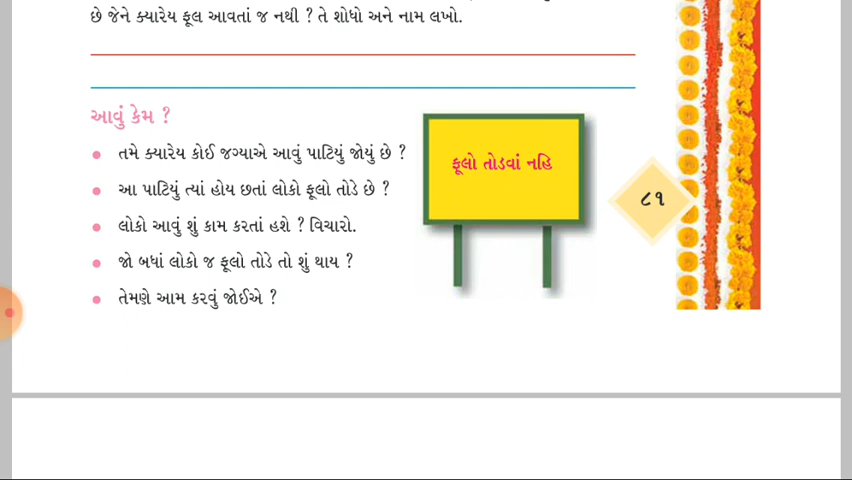 છે જેને ક્યારેય ફૂલ આવતાં જ નથી ? તે શોધો અને નામ લખો.
આવું કેમ ?
• તમે ક્યારેય કોઈ જગ્યાએ આવું પાટિયું જોયું છે ?
• આ પાટિયું ત્યાં હોય છતાં લોકો ફૂલો તોડે છે ?
• લોકો આવું શું કામ કરતાં હશે ? વિચારો.
• જો બધાં લોકો જ ફૂલો તોડે તો શું થાય ?
• તેમણે આમ કરવું જોઈએ ?
ફૂલો તોડવાં નહિ
૮૧